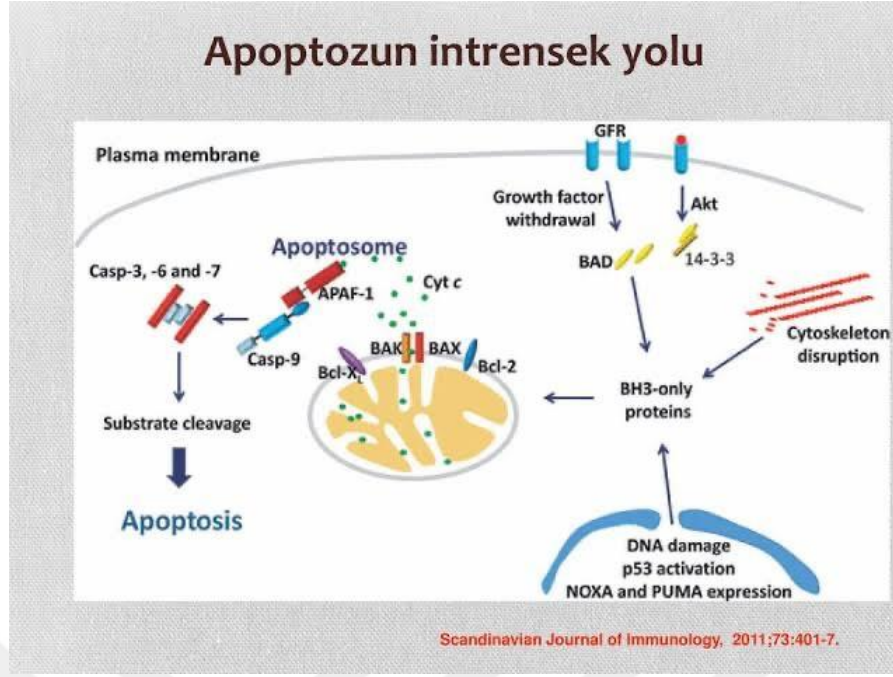 Apoptozun intrensek yolu
Plasma membrane
GFR
Growth factor
withdrawal
Akt
BAD
14-3-3
Apoptosome
Casp-3, -6 and -7
APAF-1
Cyt c
Casp-9
BAK
BAX
Bcl-XL
Bcl-2
Cytoskeleton
disruption
BH3-only
proteins
Substrate cleavage
Apoptosis
DNA damage
p53 activation
NOXA and PUMA expression
Scandinavian Journal of Immunology, 2011;73:401-7.